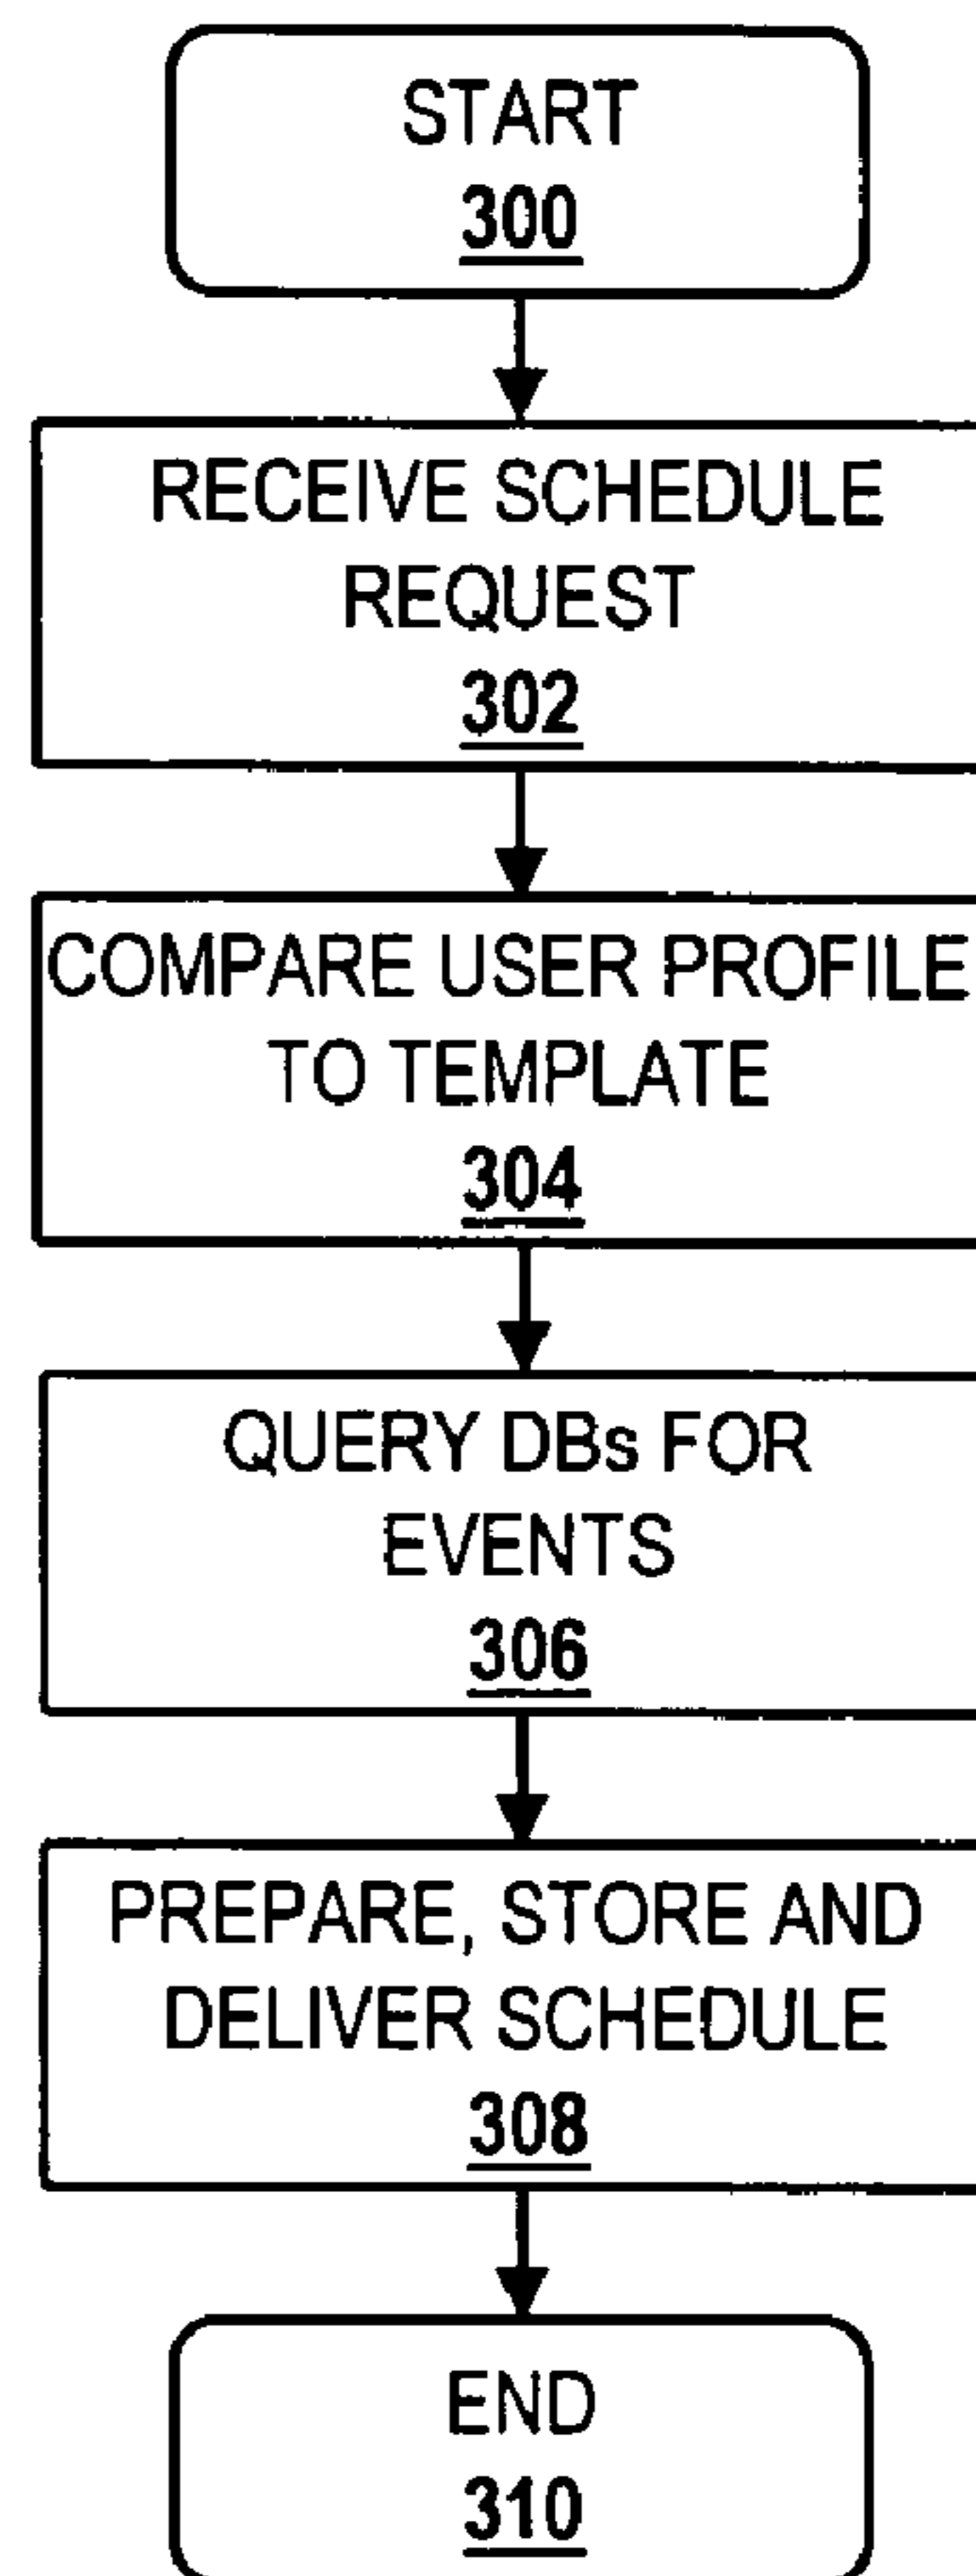 START
300
RECEIVE SCHEDULE
REQUEST
302
COMPARE USER PROFILE
TO TEMPLATE
304
QUERY DBs FOR
EVENTS
306
PREPARE, STORE AND
DELIVER SCHEDULE
308
END
310